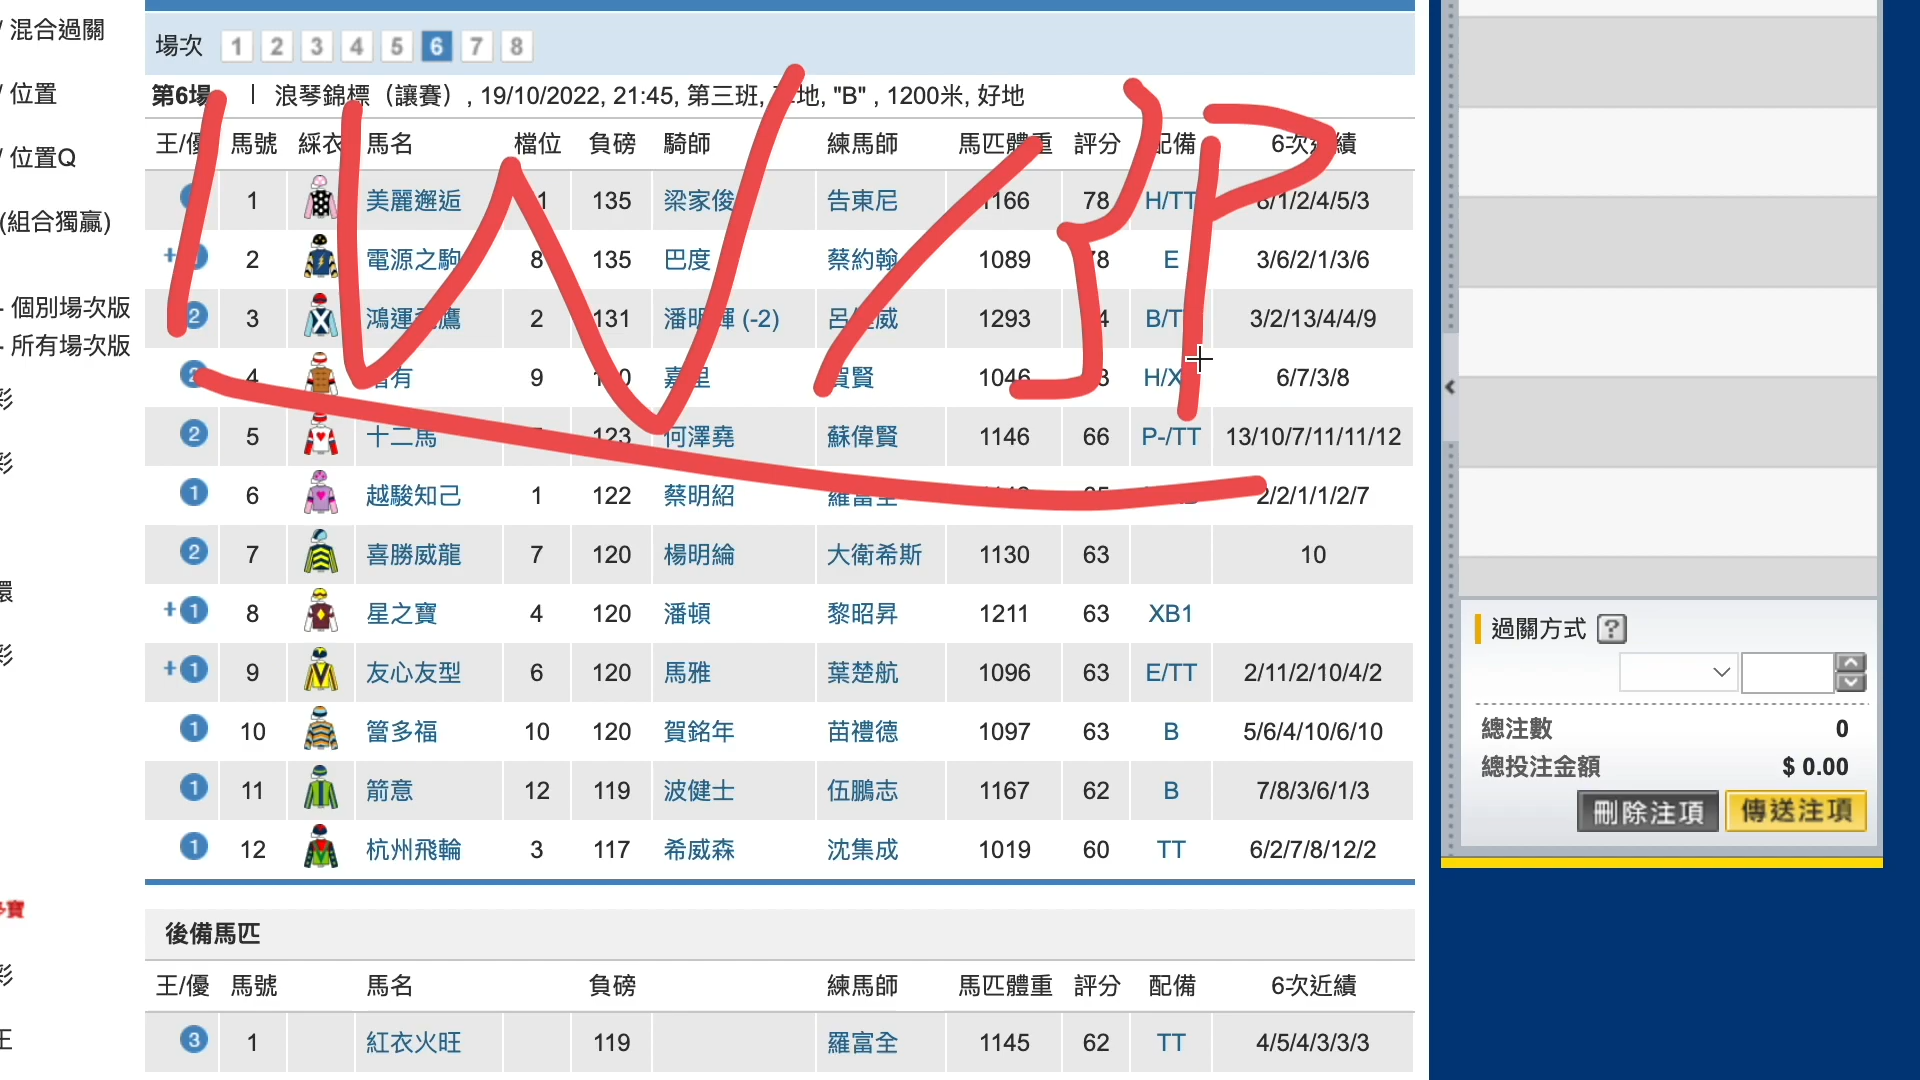 / 混合過關
/ 位置
/ 位置Q
(組合獨贏)
- 個別場次版
- 所有場次版
彩
彩
彩
彩
王
場次 1 2 3 4 5 6 7 8
第6場 | 浪琴錦標（讓賽）, 19/10/2022, 21:45, 第三班, 地, "B" , 1200米, 好地
王/優 馬號 綵衣 馬名 檔位 負磅 騎師 練馬師 馬匹體重 評分 配備 6次近績
1 美麗邂逅 135 梁家俊 告東尼 1166 78 H/TT 6/1/2/4/5/3
+ 2 電源之駒 8 135 巴度 蔡約翰 1089 78 E 3/6/2/1/3/6
2 3 2 131 (-2) 1293 3/2/13/4/4/9
2 4 有 9 嘉里 賀賢 1046 6/7/3/8
2 5 十二馬 123 何澤堯 蘇偉賢 1146 66 P-/TT 13/10/7/11/11/12
1 6 越駿知己 1 122 蔡明紹 羅富全 2/2/1/1/2/7
2 7 喜勝威龍 7 120 楊明綸 大衛希斯 1130 63 10
+ 1 8 星之寶 4 120 潘頓 黎昭昇 1211 63 XB1
+ 1 9 友心友型 6 120 馬雅 葉楚航 1096 63 E/TT 2/11/2/10/4/2
1 10 簹多福 10 120 賀銘年 苗禮德 1097 63 B 5/6/4/10/6/10
1 11 箭意 12 119 波健士 伍鵬志 1167 62 B 7/8/3/6/1/3
1 12 杭州飛輪 3 117 希威森 沈集成 1019 60 TT 6/2/7/8/12/2
1W/3P
後備馬匹
王/優 馬號 馬名 負磅 練馬師 馬匹體重 評分 配備 6次近績
3 1 紅衣火旺 119 羅富全 1145 62 TT 4/5/4/3/3/3
過關方式 ?
總注數 0
總投注金額 $ 0.00
刪除注項 傳送注項